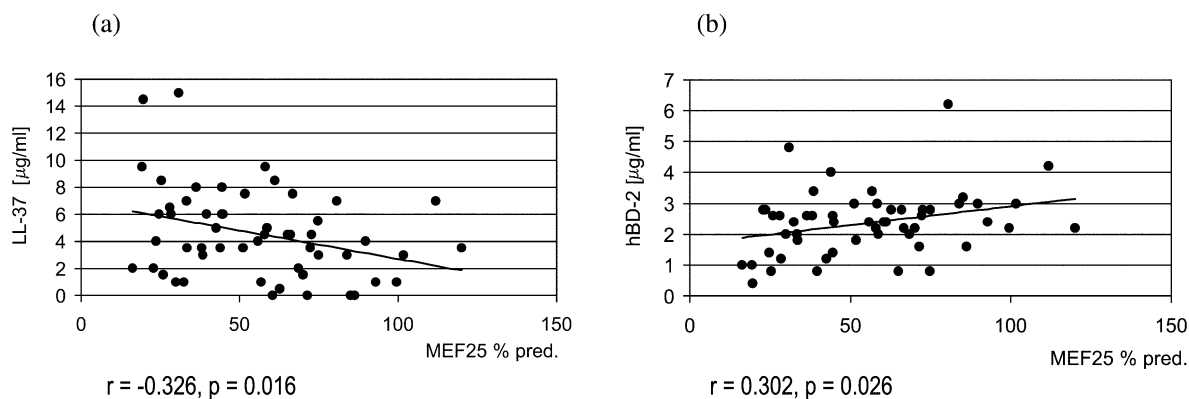 (a)
16
14
12
10
8
6
4
2
0
LL-37 [µg/ml]
0 50 100 150
MEF25 % pred.
r = -0.326, p = 0.016
(b)
7
6
5
4
3
2
1
0
hBD-2 [µg/ml]
0 50 100 150
MEF25 % pred.
r = 0.302, p = 0.026